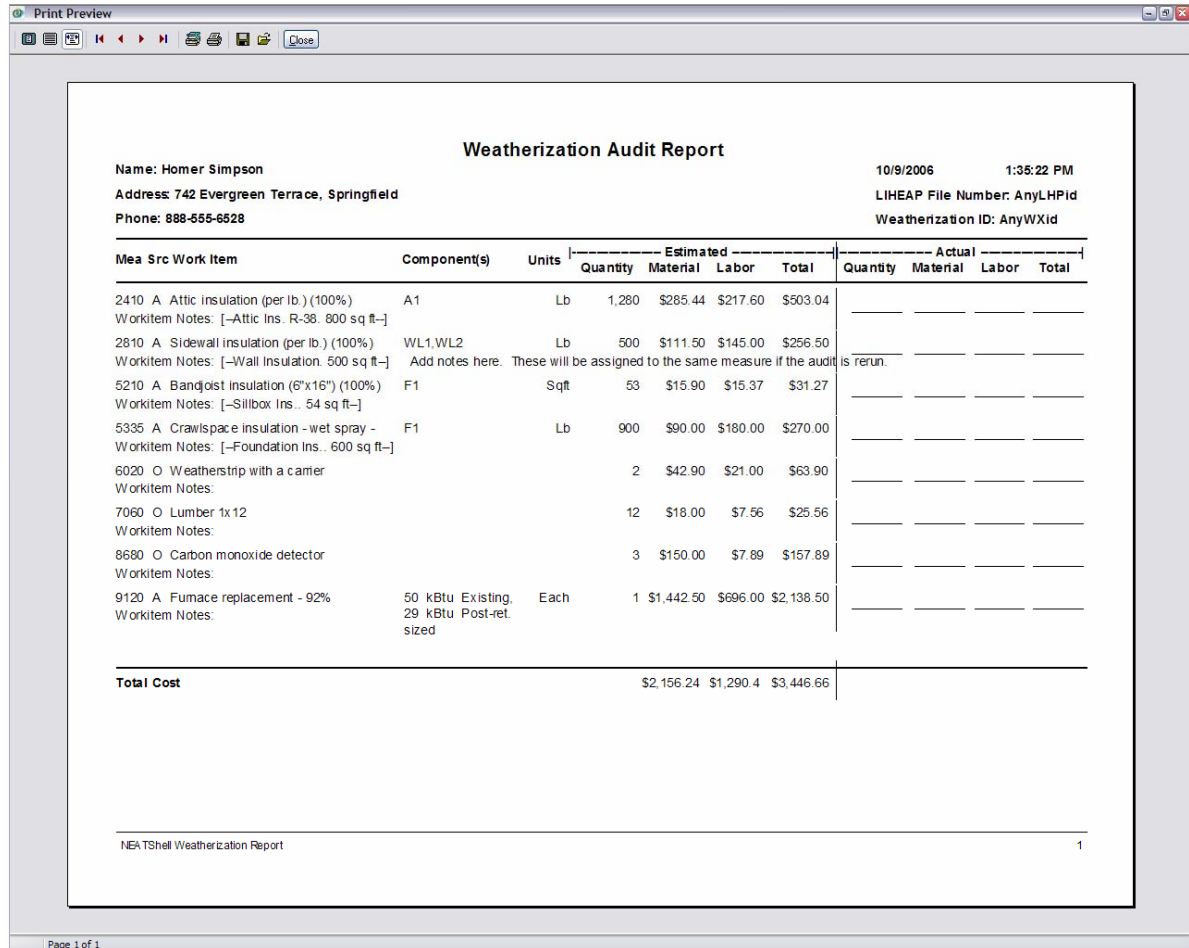 Print Preview
Close
Weatherization Audit Report
Name: Homer Simpson 10/9/2006 1:35:22 PM
Address: 742 Evergreen Terrace, Springfield LIHEAP File Number: AnyLHPid
Phone: 888-555-6528 Weatherization ID: AnyWXid
Estimated Actual
Mea Src Work Item Component(s) Units Quantity Material Labor Total Quantity Material Labor Total
2410 A Attic insulation (per lb.) (100%) A1 Lb 1,280 $285.44 $217.60 $503.04
Workitem Notes: [--Attic Ins. R-38. 800 sq ft--]
2810 A Sidewall insulation (per lb.) (100%) WL1,WL2 Lb 500 $111.50 $145.00 $256.50
Workitem Notes: [--Wall Insulation. 500 sq ft--] Add notes here. These will be assigned to the same measure if the audit is rerun.
5210 A Bandjoist insulation (6"x16") (100%) F1 Sqft 53 $15.90 $15.37 $31.27
Workitem Notes: [--Sillbox Ins.. 54 sq ft--]
5335 A Crawlspace insulation - wet spray - F1 Lb 900 $90.00 $180.00 $270.00
Workitem Notes: [--Foundation Ins.. 600 sq ft--]
6020 O Weatherstrip with a carrier 2 $42.90 $21.00 $63.90
Workitem Notes:
7060 O Lumber 1x12 12 $18.00 $7.56 $25.56
Workitem Notes:
8680 O Carbon monoxide detector 3 $150.00 $7.89 $157.89
Workitem Notes:
9120 A Furnace replacement - 92% 50 kBtu Existing, Each 1 $1,442.50 $696.00 $2,138.50
Workitem Notes: 29 kBtu Post-ret.
sized
Total Cost $2,156.24 $1,290.4 $3,446.66
NEATShell Weatherization Report 1
Page 1 of 1